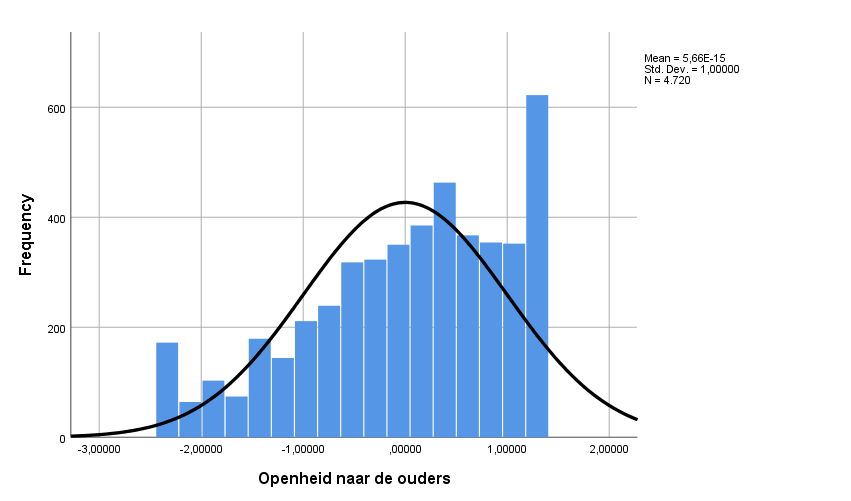 Mean = 5,66E-15
Std. Dev. = 1,00000
N = 4.720
Frequency
600
400
200
0
-3,00000 -2,00000 -1,00000 ,00000 1,00000 2,00000
Openheid naar de ouders